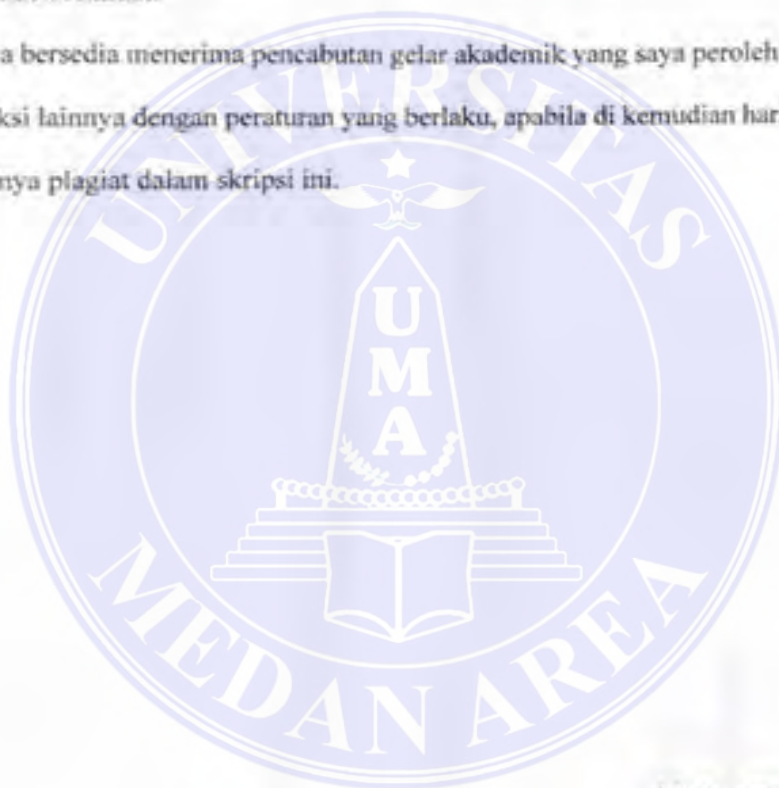 a bersedia menerima pencabutan gelar akademik yang saya peroleh
ksi lainnya dengan peraturan yang berlaku, apabila di kemudian har
nya plagiat dalam skripsi ini.
UNIVERSITAS
UMA
MEDAN AREA